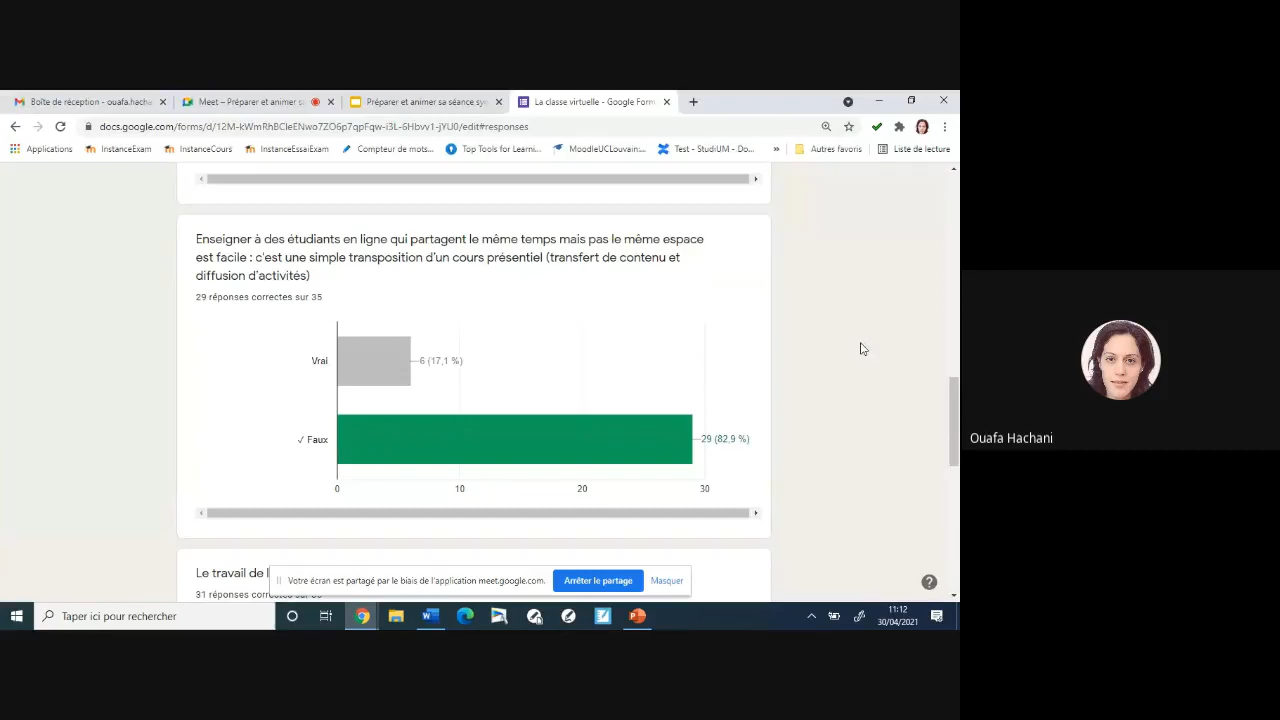 Boîte de réception - ouafa.hacha
Meet – Préparer et animer sa
Préparer et animer sa séance syn
La classe virtuelle - Google Form
docs.google.com/forms/d/12M-kWmRhBCleENwo7ZO6p7qpFqw-i3L-6Hbvv1-jYU0/edit#responses
Applications InstanceExam InstanceCours InstanceEssaiExam Compteur de mots... Top Tools for Learni... MoodleUCLouvain:... Test - StudiUM - Do... » Autres favoris Liste de lecture
Enseigner à des étudiants en ligne qui partagent le même temps mais pas le même espace
est facile : c'est une simple transposition d'un cours présentiel (transfert de contenu et
diffusion d'activités)
29 réponses correctes sur 35
Vrai 6 (17,1 %)
✓ Faux 29 (82,9 %)
0 10 20 30
Ouafa Hachani
Le travail de l
Votre écran est partagé par le biais de l'application meet.google.com. Arrêter le partage Masquer
31 réponses
Taper ici pour rechercher
11:12
30/04/2021